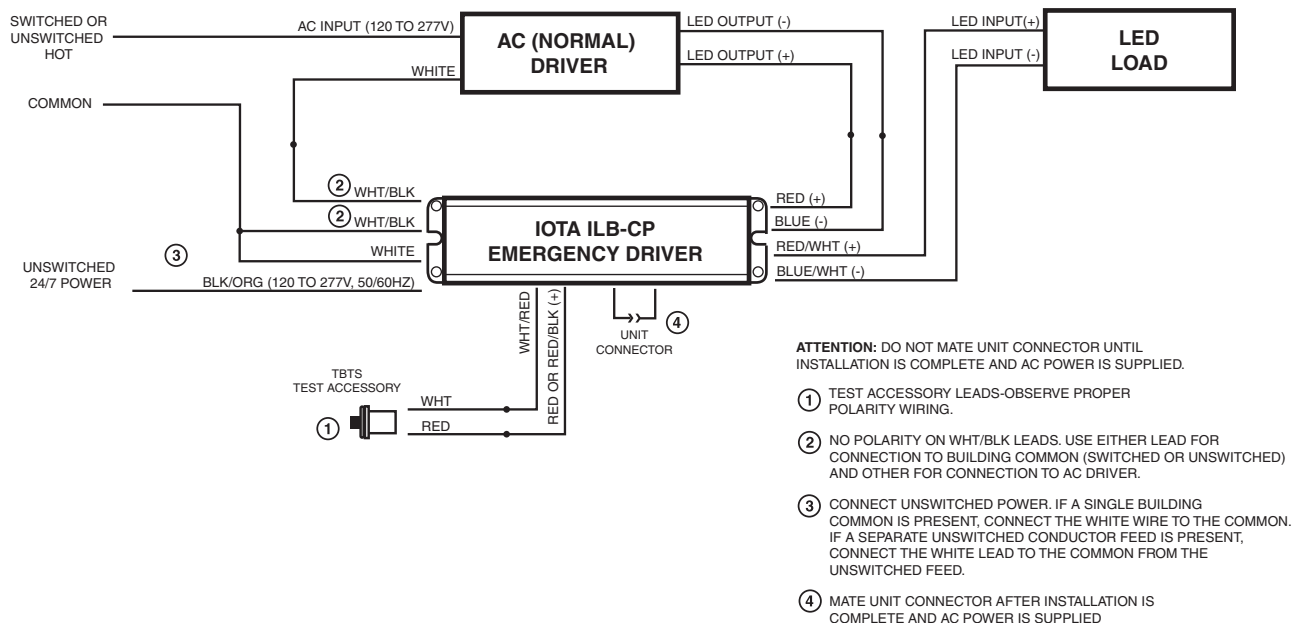 SWITCHED OR
UNSWITCHED
HOT
AC INPUT (120 TO 277V)
AC (NORMAL)
DRIVER
LED OUTPUT (-)
LED OUTPUT (+)
LED INPUT(+)
LED INPUT (-)
LED
LOAD
WHITE
COMMON
2 WHT/BLK
2 WHT/BLK
WHITE
3
UNSWITCHED
24/7 POWER
BLK/ORG (120 TO 277V, 50/60HZ)
IOTA ILB-CP
EMERGENCY DRIVER
RED (+)
BLUE (-)
RED/WHT (+)
BLUE/WHT (-)
WHT/RED
RED OR RED/BLK (+)
4
UNIT
CONNECTOR
TBTS
TEST ACCESSORY
1
WHT
RED
ATTENTION: DO NOT MATE UNIT CONNECTOR UNTIL
INSTALLATION IS COMPLETE AND AC POWER IS SUPPLIED.
1 TEST ACCESSORY LEADS-OBSERVE PROPER
POLARITY WIRING.
2 NO POLARITY ON WHT/BLK LEADS. USE EITHER LEAD FOR
CONNECTION TO BUILDING COMMON (SWITCHED OR UNSWITCHED)
AND OTHER FOR CONNECTION TO AC DRIVER.
3 CONNECT UNSWITCHED POWER. IF A SINGLE BUILDING
COMMON IS PRESENT, CONNECT THE WHITE WIRE TO THE COMMON.
IF A SEPARATE UNSWITCHED CONDUCTOR FEED IS PRESENT,
CONNECT THE WHITE LEAD TO THE COMMON FROM THE
UNSWITCHED FEED.
4 MATE UNIT CONNECTOR AFTER INSTALLATION IS
COMPLETE AND AC POWER IS SUPPLIED